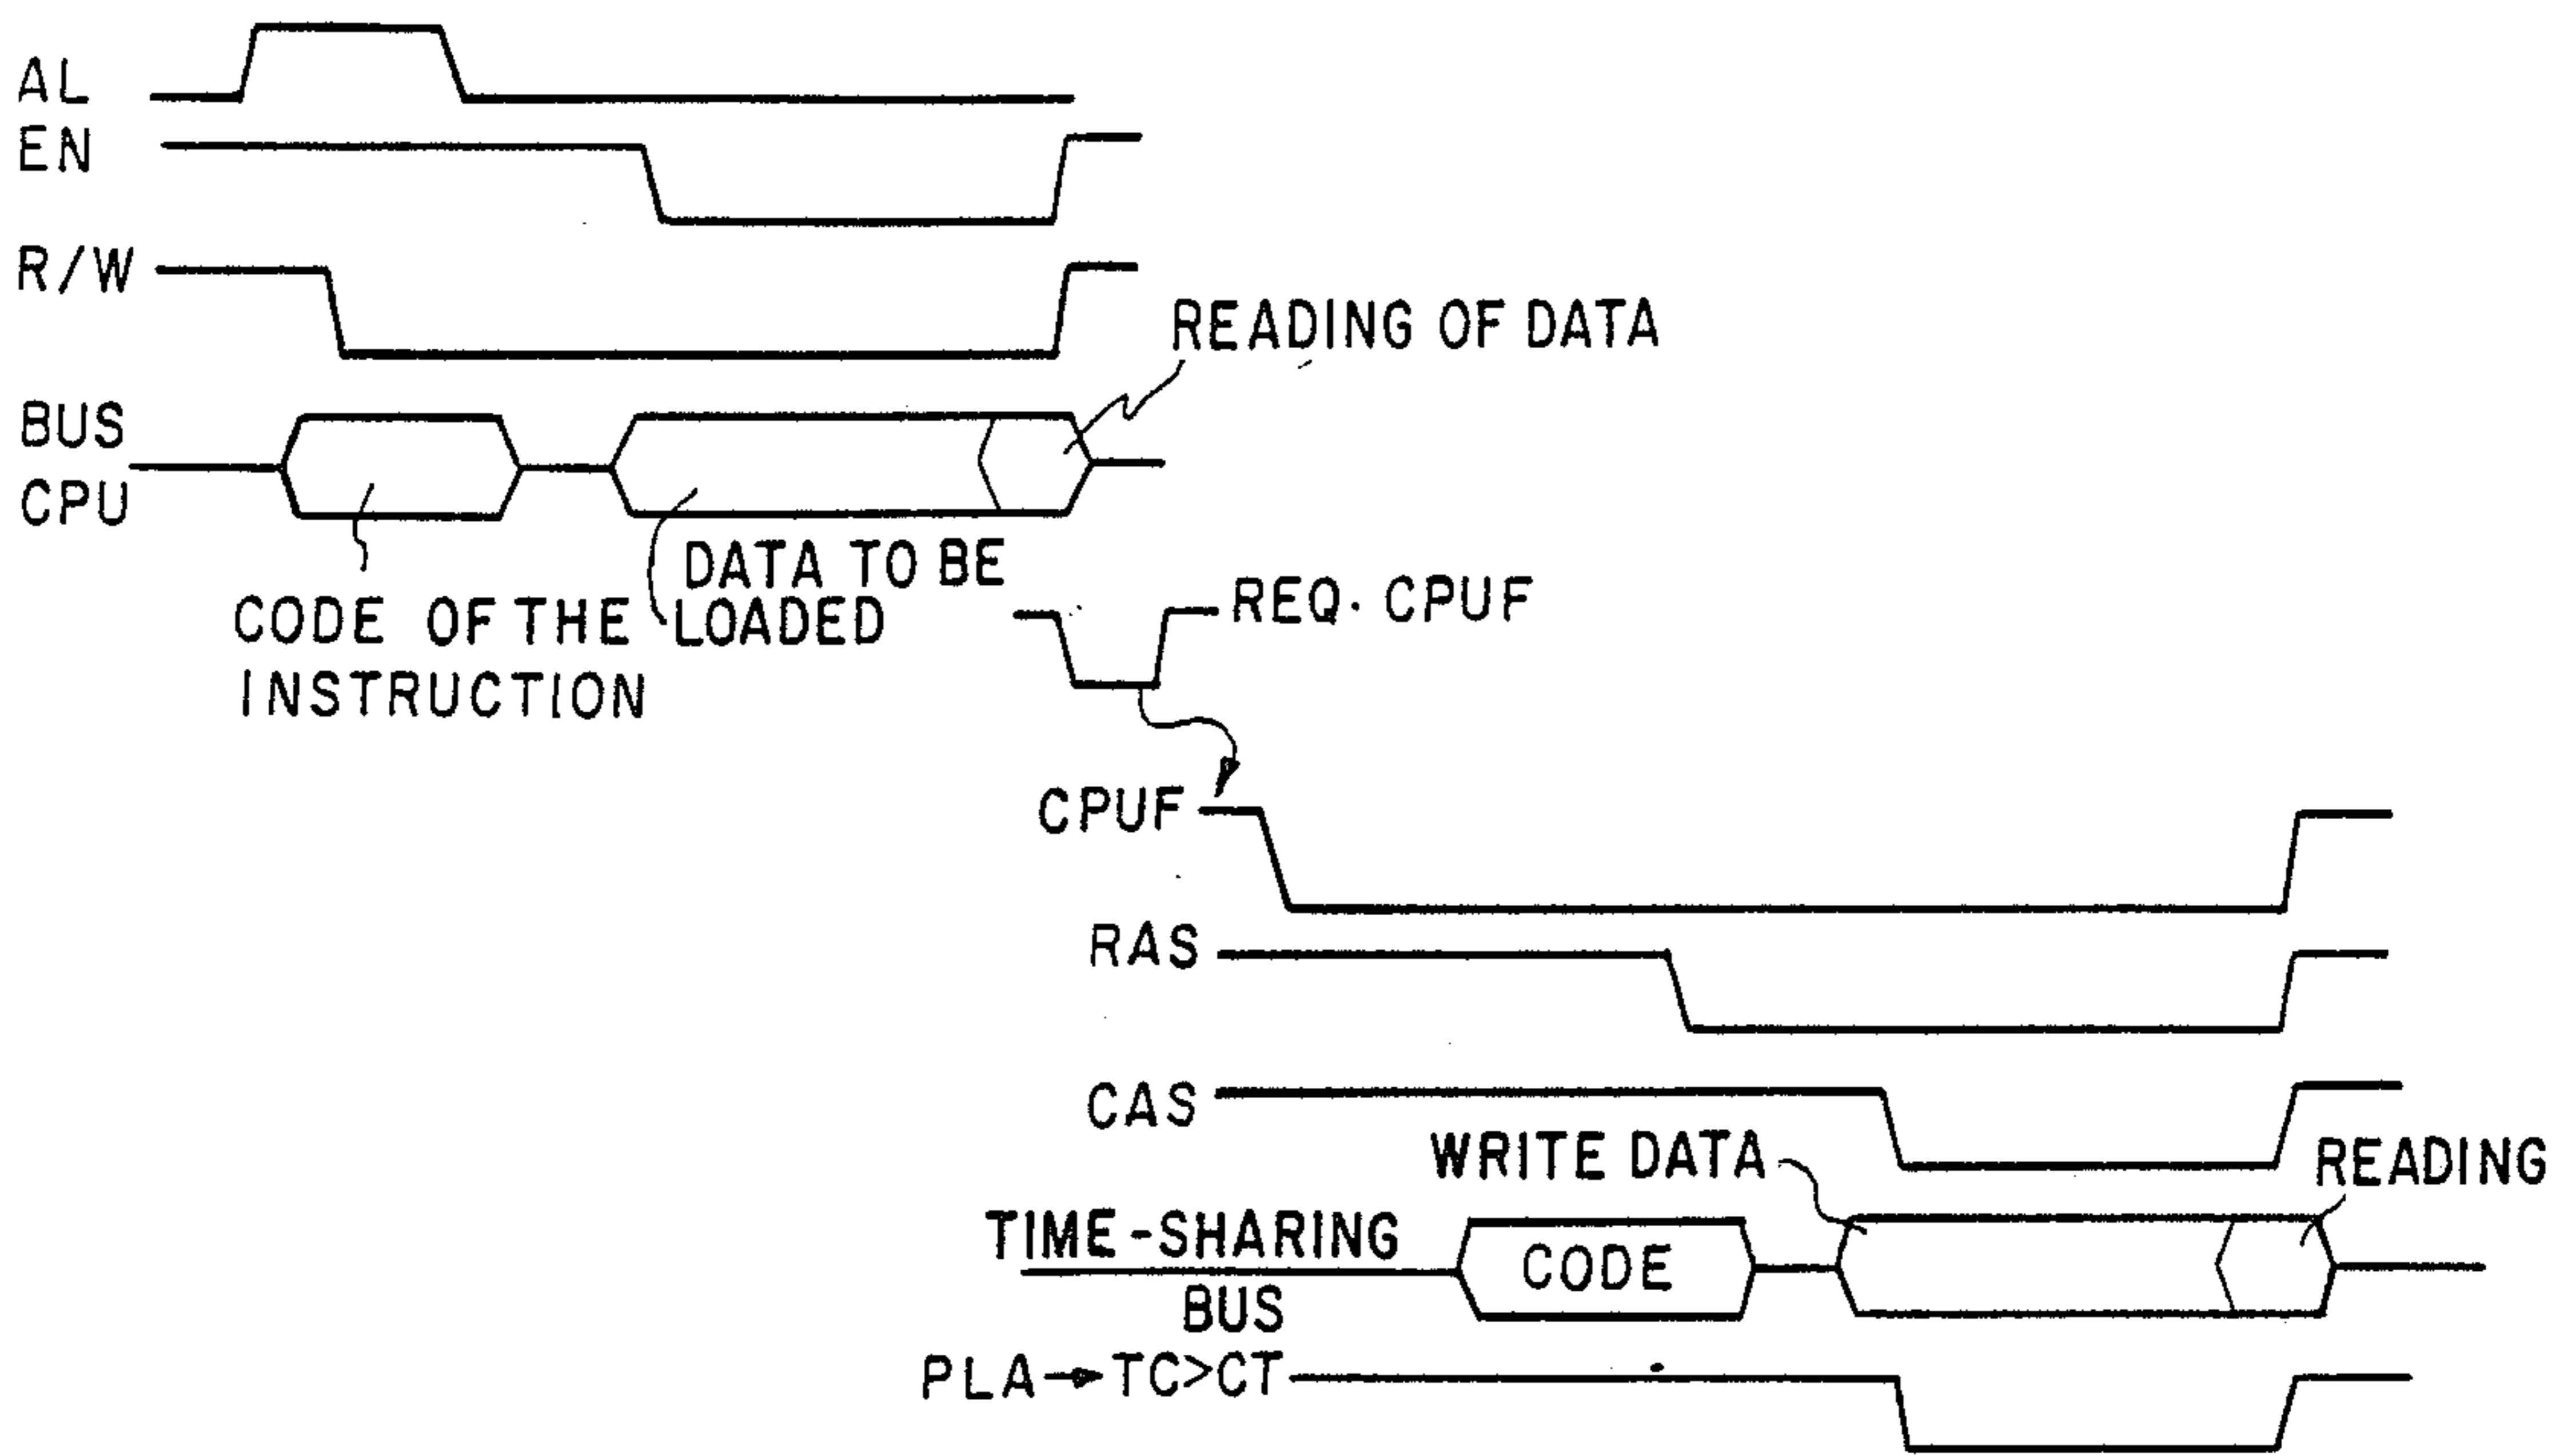 AL
EN
R/W
READING OF DATA
BUS
CPU
DATA TO BE
CODE OF THE LOADED
INSTRUCTION
REQ. CPUF
CPUF
RAS
CAS
WRITE DATA
READING
TIME-SHARING
CODE
BUS
PLA→TC>CT